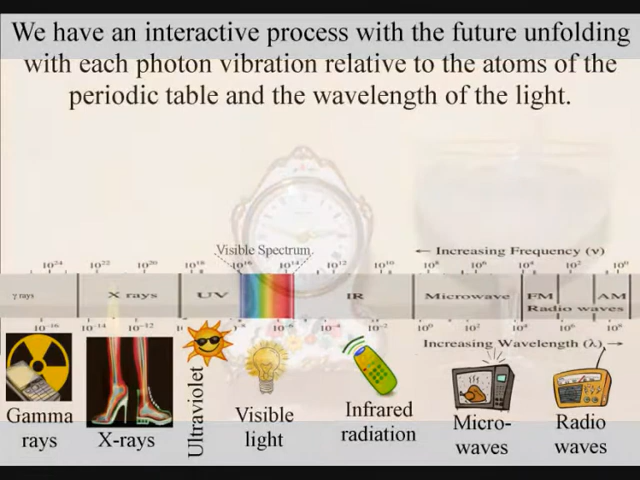 We have an interactive process with the future unfolding
with each photon vibration relative to the atoms of the
periodic table and the wavelength of the light.
Visible Spectrum
← Increasing Frequency (ν)
10²⁴ 10²² 10²⁰ 10¹⁸ 10¹⁶ 10¹⁴ 10¹² 10¹⁰ 10⁸ 10⁶ 10⁴ 10² 10⁰
γ rays X rays UV IR Microwave FM AM
Radio waves
10⁻¹⁶ 10⁻¹⁴ 10⁻¹² 10⁻⁶ 10⁻⁴ 10⁻² 10⁰ 10² 10⁴ 10⁶ 10⁸
Increasing Wavelength (λ) →
Gamma
rays
X-rays
Ultraviolet
Visible
light
Infrared
radiation
Micro-
waves
Radio
waves